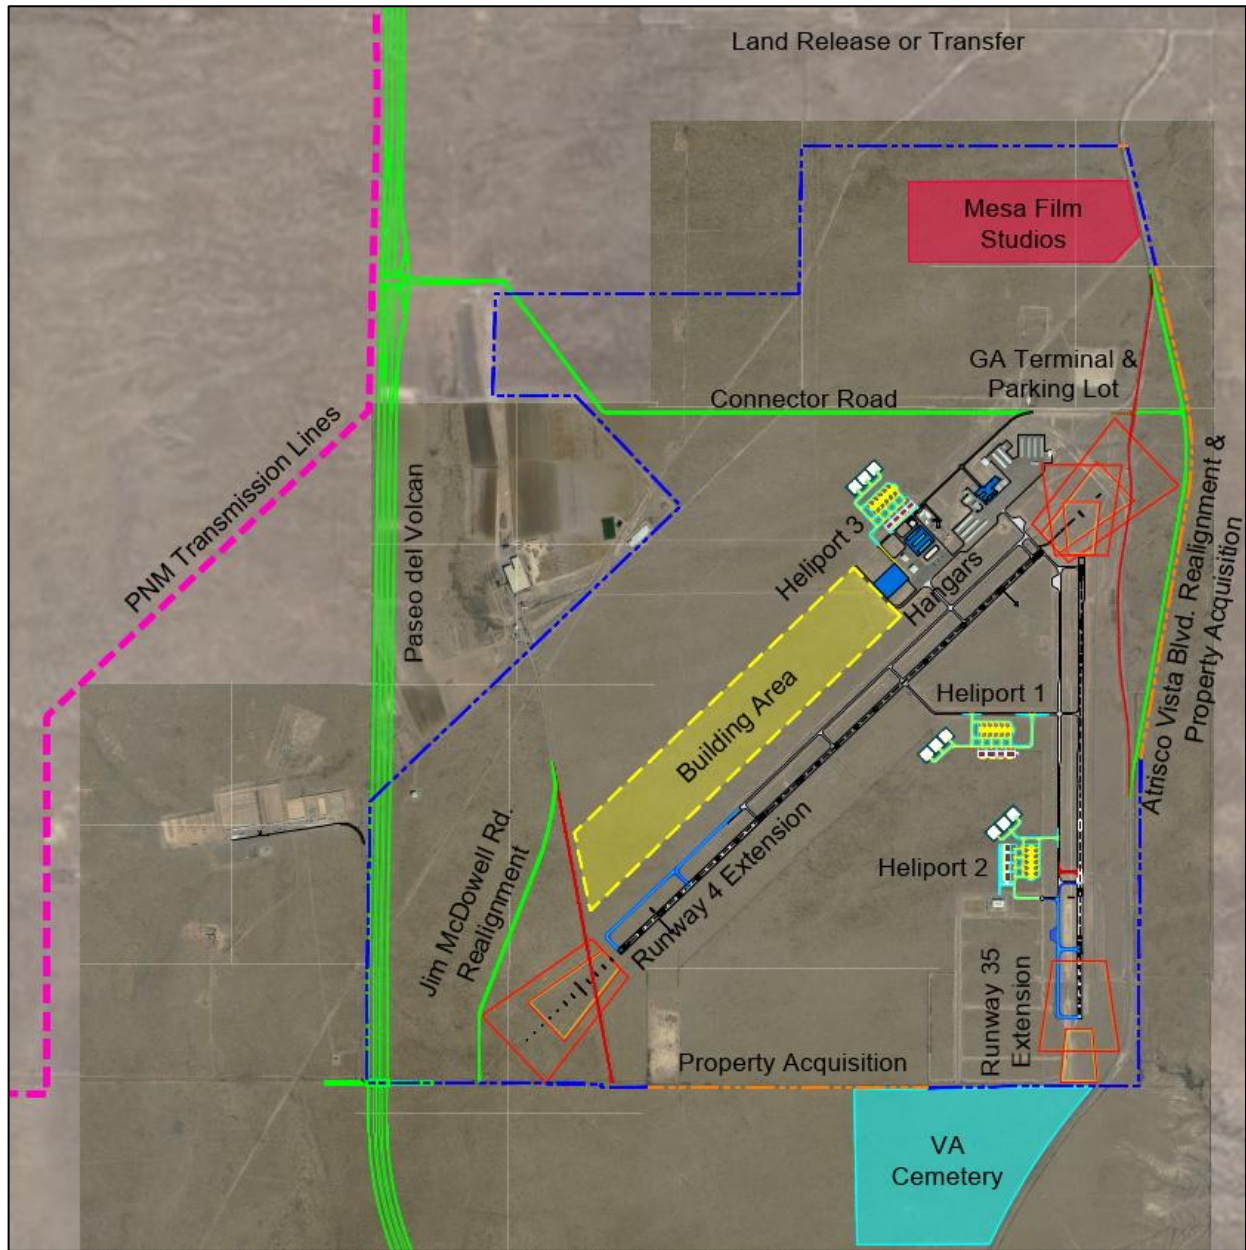 Land Release or Transfer
Mesa Film
Studios
GA Terminal &
Parking Lot
Connector Road
PNM Transmission Lines
Paseo del Volcan
Heliport 3
Hangars
Atrisco Vista Blvd. Realignment &
Property Acquisition
Heliport 1
Building Area
Runway 4 Extension
Heliport 2
Jim McDowell Rd.
Realignment
Runway 35
Extension
Property Acquisition
VA
Cemetery